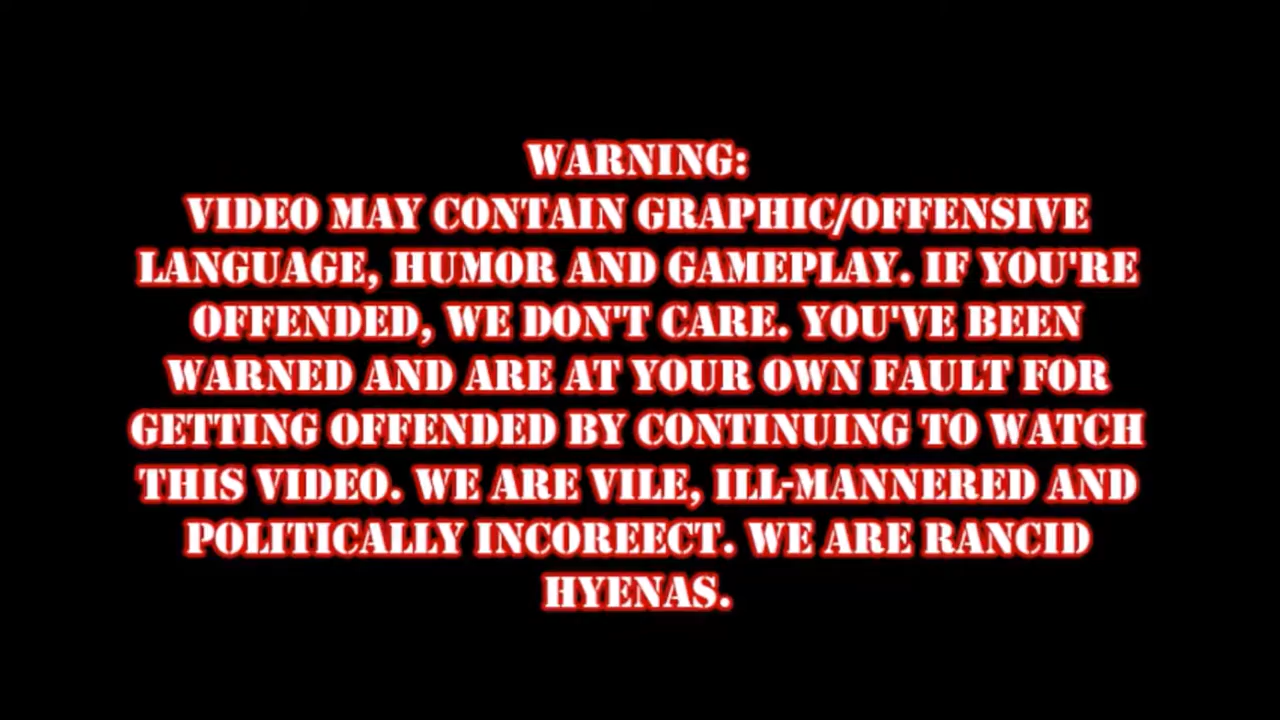 WARNING:
VIDEO MAY CONTAIN GRAPHIC/OFFENSIVE
LANGUAGE, HUMOR AND GAMEPLAY. IF YOU'RE
OFFENDED, WE DON'T CARE. YOU'VE BEEN
WARNED AND ARE AT YOUR OWN FAULT FOR
GETTING OFFENDED BY CONTINUING TO WATCH
THIS VIDEO. WE ARE VILE, ILL-MANNERED AND
POLITICALLY INCOREECT. WE ARE RANCID
HYENAS.